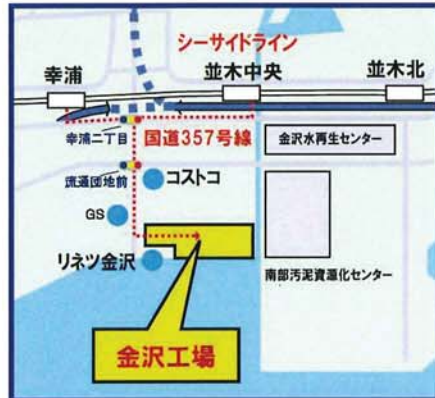 シーサイドライン
幸浦
並木中央
並木北
幸浦二丁目
国道357号線
金沢水再生センター
流通団地前
コストコ
GS
リネツ金沢
南部汚泥資源化センター
金沢工場